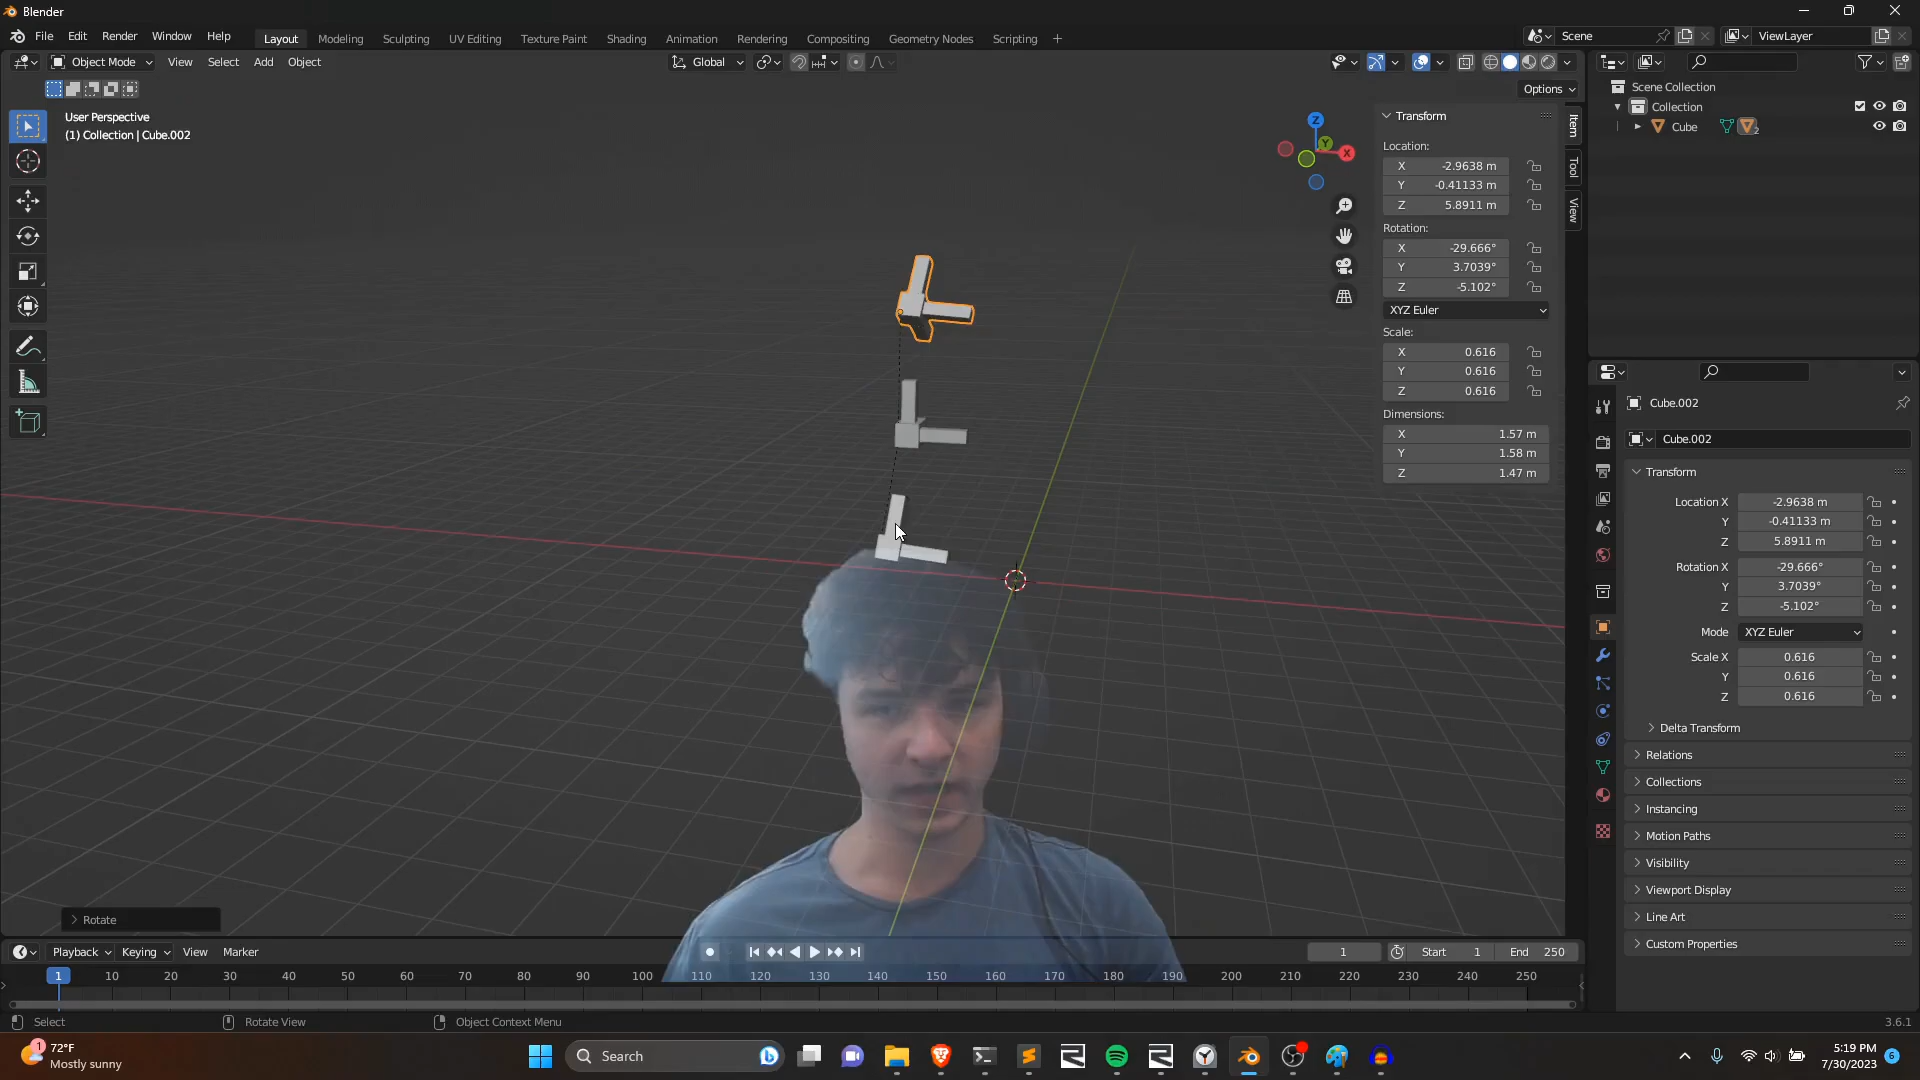 Blender
File Edit Render Window Help
Layout Modeling Sculpting UV Editing Texture Paint Shading Animation Rendering Compositing Geometry Nodes Scripting +
Scene
ViewLayer
Object Mode View Select Add Object
Global
Options
User Perspective
(1) Collection | Cube.002
Z
Y
X
Transform
Location:
X -2.9638 m
Y -0.41133 m
Z 5.8911 m
Rotation:
X -29.666°
Y 3.7039°
Z -5.102°
XYZ Euler
Scale:
X 0.616
Y 0.616
Z 0.616
Dimensions:
X 1.57 m
Y 1.58 m
Z 1.47 m
Item
Tool
View
Scene Collection
Collection
Cube 2
Cube.002
Cube.002
Transform
Location X -2.9638 m
Y -0.41133 m
Z 5.8911 m
Rotation X -29.666°
Y 3.7039°
Z -5.102°
Mode XYZ Euler
Scale X 0.616
Y 0.616
Z 0.616
Delta Transform
Relations
Collections
Instancing
Motion Paths
Visibility
Viewport Display
Line Art
Custom Properties
Rotate
Playback Keying View Marker
1 Start 1 End 250
1 10 20 30 40 50 60 70 80 90 100 110 120 130 140 150 160 170 180 190 200 210 220 230 240 250
Select Rotate View Object Context Menu 3.6.1
1 72°F
Mostly sunny
Search
5:19 PM
7/30/2023 6